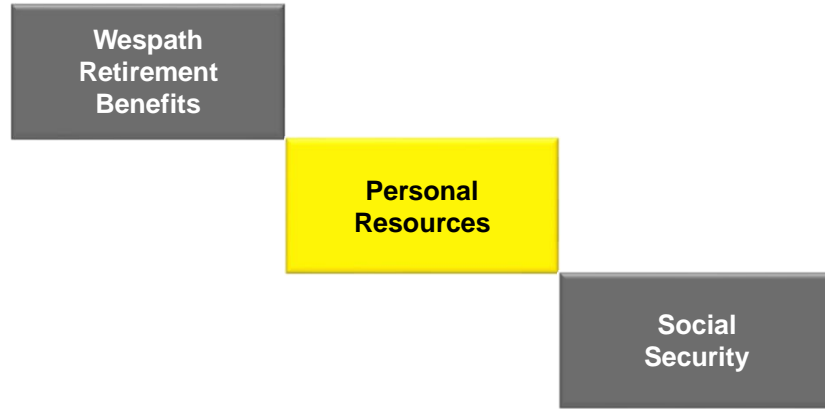 Wespath
Retirement
Benefits
Personal
Resources
Social
Security